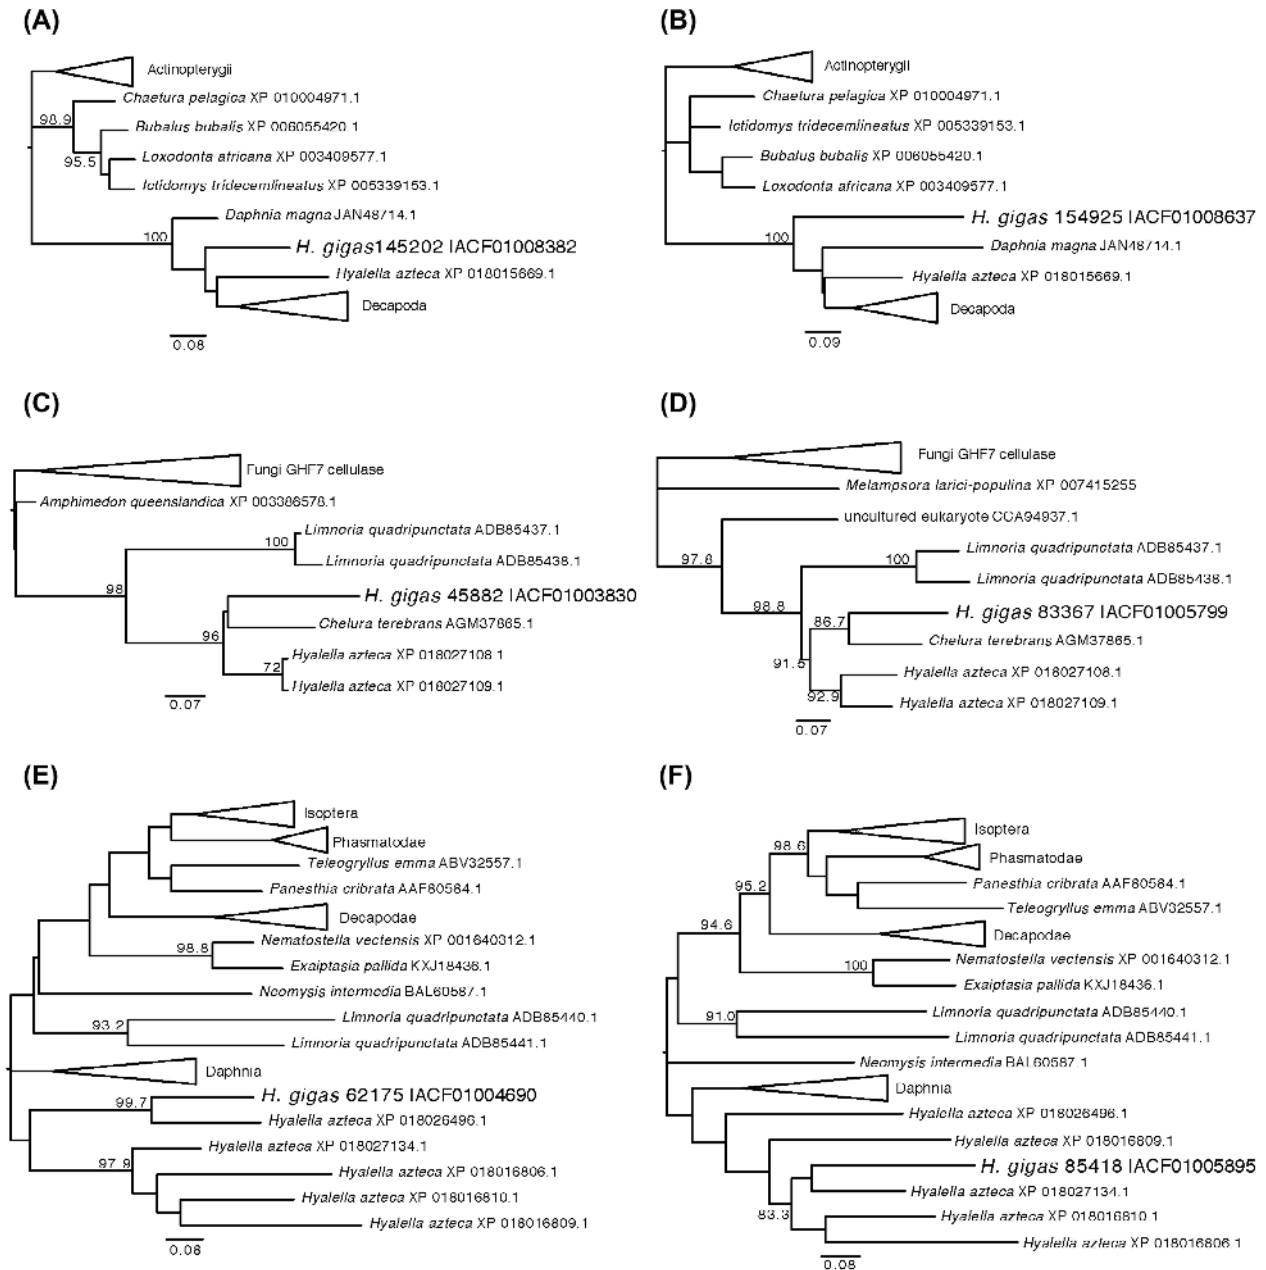 (A)
Actinopterygii
Chaetura pelagica XP 010004971.1
98.9
Bubalus bubalis XP 006055420.1
95.5
Loxodonta africana XP 003409577.1
Ictidomys tridecemlineatus XP 005339153.1
Daphnia magna JAN48714.1
100
H. gigas145202 IACF01008382
Hyalella azteca XP 018015669.1
Decapoda
0.08
(B)
Actinopterygii
Chaetura pelagica XP 010004971.1
Ictidomys tridecemlineatus XP 005339153.1
Bubalus bubalis XP 006055420.1
Loxodonta africana XP 003409577.1
H. gigas 154925 IACF01008637
100
Daphnia magna JAN48714.1
Hyalella azteca XP 018015669.1
Decapoda
0.09
(C)
Fungi GHF7 cellulase
Amphimedon queenslandica XP 003386578.1
Limnoria quadripunctata ADB85437.1
100
Limnoria quadripunctata ADB85438.1
98
H. gigas 45882 IACF01003830
Chelura terebrans AGM37865.1
96
Hyalella azteca XP 018027108.1
72
Hyalella azteca XP 018027109.1
0.07
(D)
Fungi GHF7 cellulase
Melampsora larici-populina XP 007415255
uncultured eukaryote CCA94937.1
Limnoria quadripunctata ADB85437.1
97.8
100
Limnoria quadripunctata ADB85438.1
98.8
H. gigas 83367 IACF01005799
86.7
Chelura terebrans AGM37865.1
91.5
Hyalella azteca XP 018027108.1
92.9
Hyalella azteca XP 018027109.1
0.07
(E)
Isoptera
Phasmatodae
Teleogryllus emma ABV32557.1
Panesthia cribrata AAF80584.1
Decapodae
Nematostella vectensis XP 001640312.1
98.8
Exaiptasia pallida KXJ18436.1
Neomysis intermedia BAL60587.1
Limnoria quadripunctata ADB85440.1
93.2
Limnoria quadripunctata ADB85441.1
Daphnia
H. gigas 62175 IACF01004690
99.7
Hyalella azteca XP 018026496.1
Hyalella azteca XP 018027134.1
97.9
Hyalella azteca XP 018016806.1
Hyalella azteca XP 018016810.1
Hyalella azteca XP 018016809.1
0.08
(F)
Isoptera
98.6
Phasmatodae
Panesthia cribrata AAF80584.1
95.2
Teleogryllus emma ABV32557.1
94.6
Decapodae
Nematostella vectensis XP 001640312.1
100
Exaiptasia pallida KXJ18436.1
Limnoria quadripunctata ADB85440.1
91.0
Limnoria quadripunctata ADB85441.1
Neomysis intermedia BAL60587.1
Daphnia
Hyalella azteca XP 018026496.1
Hyalella azteca XP 018016809.1
H. gigas 85418 IACF01005895
Hyalella azteca XP 018027134.1
83.3
Hyalella azteca XP 018016810.1
Hyalella azteca XP 018016806.1
0.08